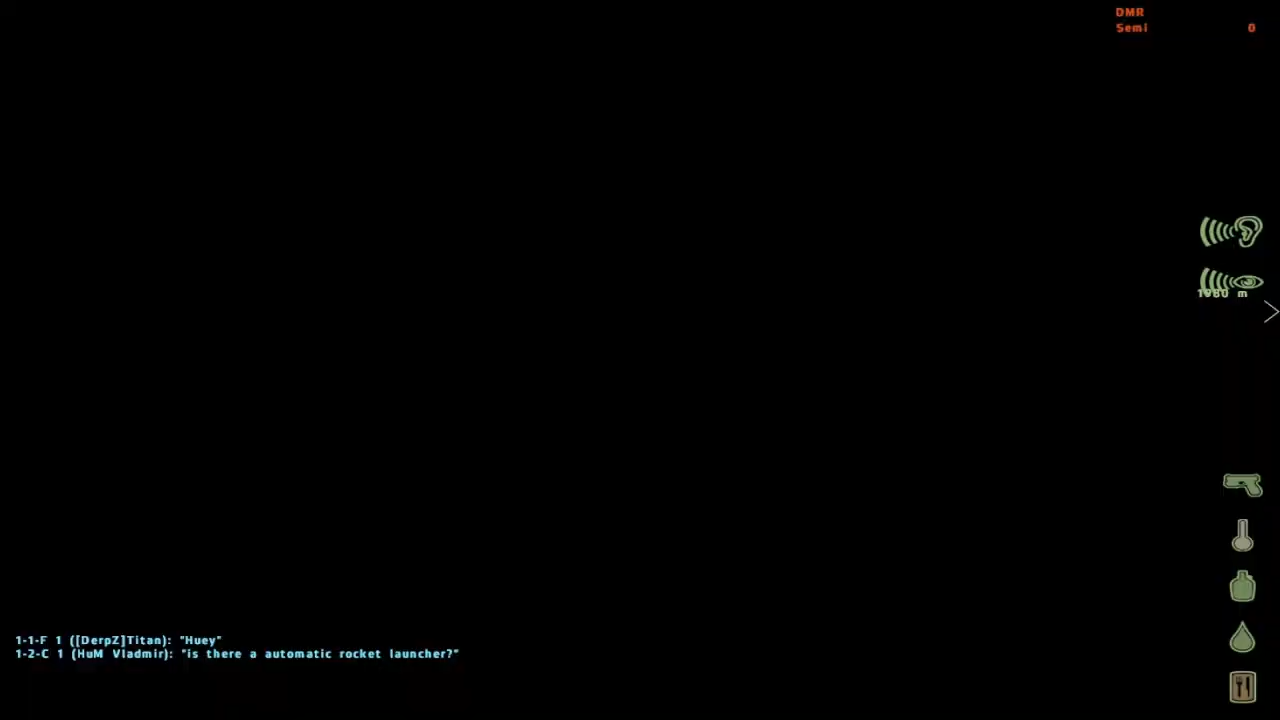 DMR
Semi 0
1980 m
1-1-F 1 ([DerpZ]Titan): "Huey"
1-2-C 1 (HuM Vladmir): "is there a automatic rocket launcher?"